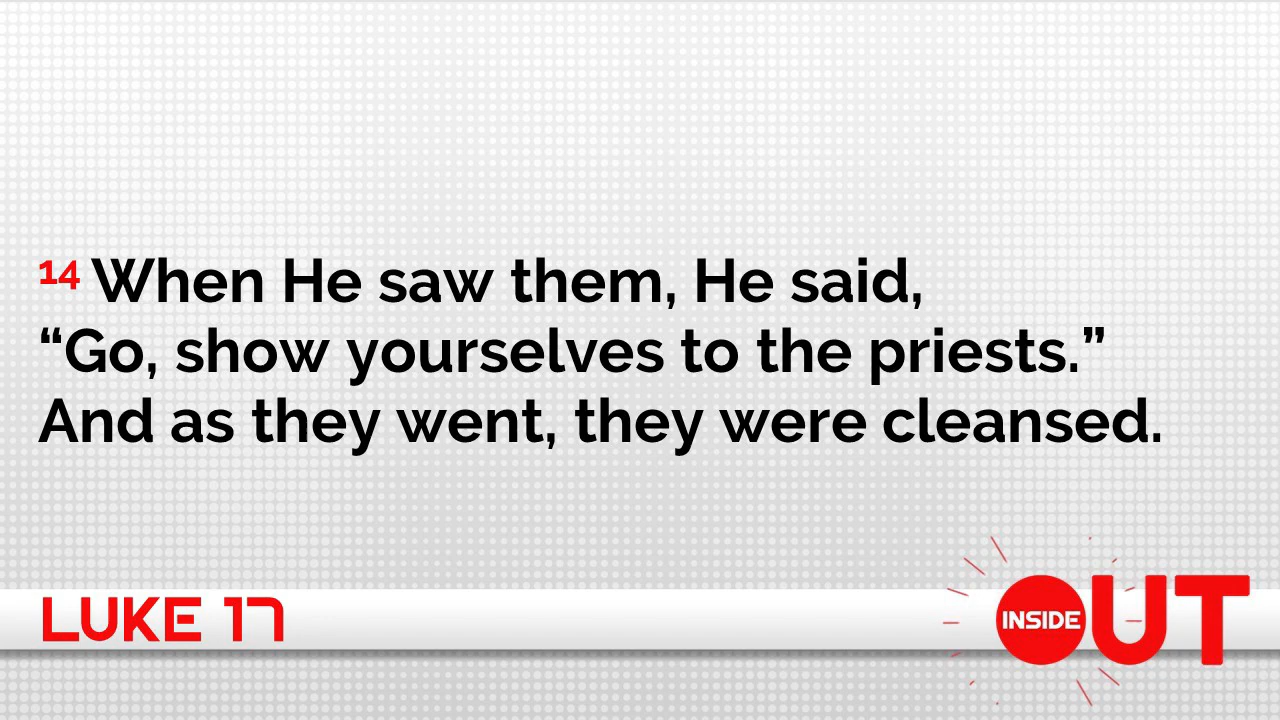 14 When He saw them, He said,
“Go, show yourselves to the priests.”
And as they went, they were cleansed.
LUKE 17
INSIDE OUT